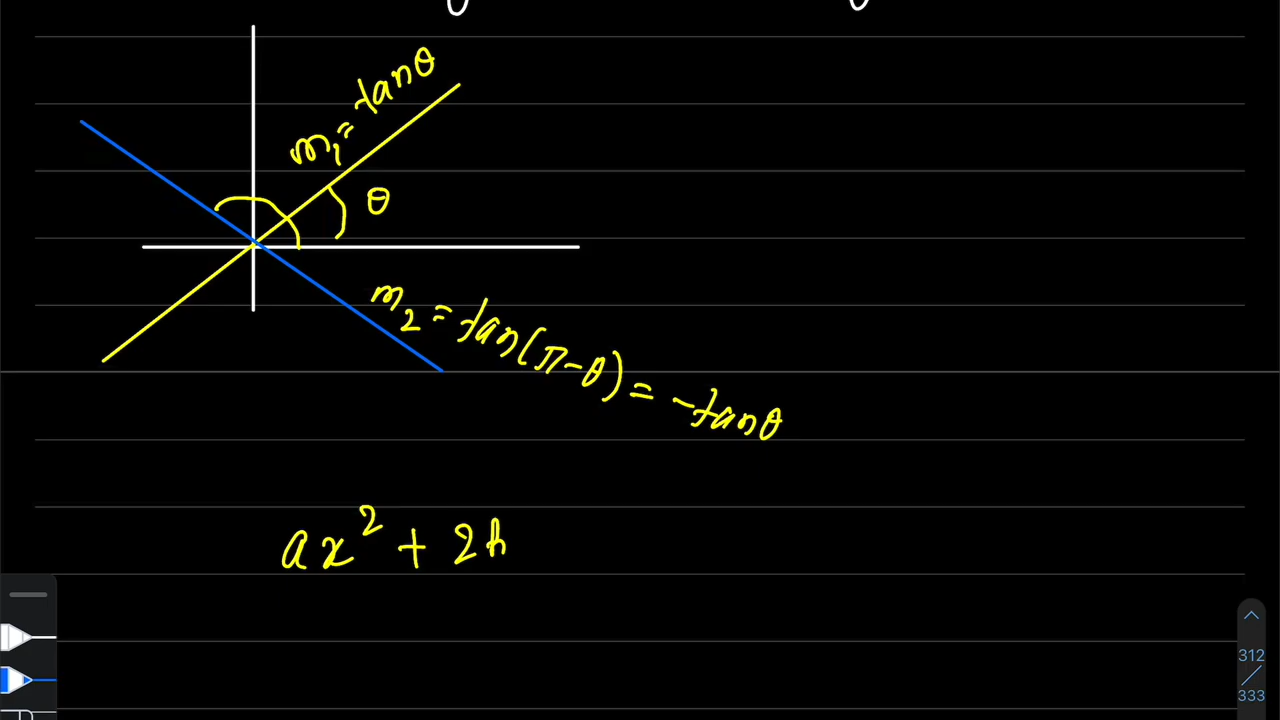 m₁ = tanθ
θ
m₂ = tan(π-θ) = -tanθ
ax² + 2h
312
333